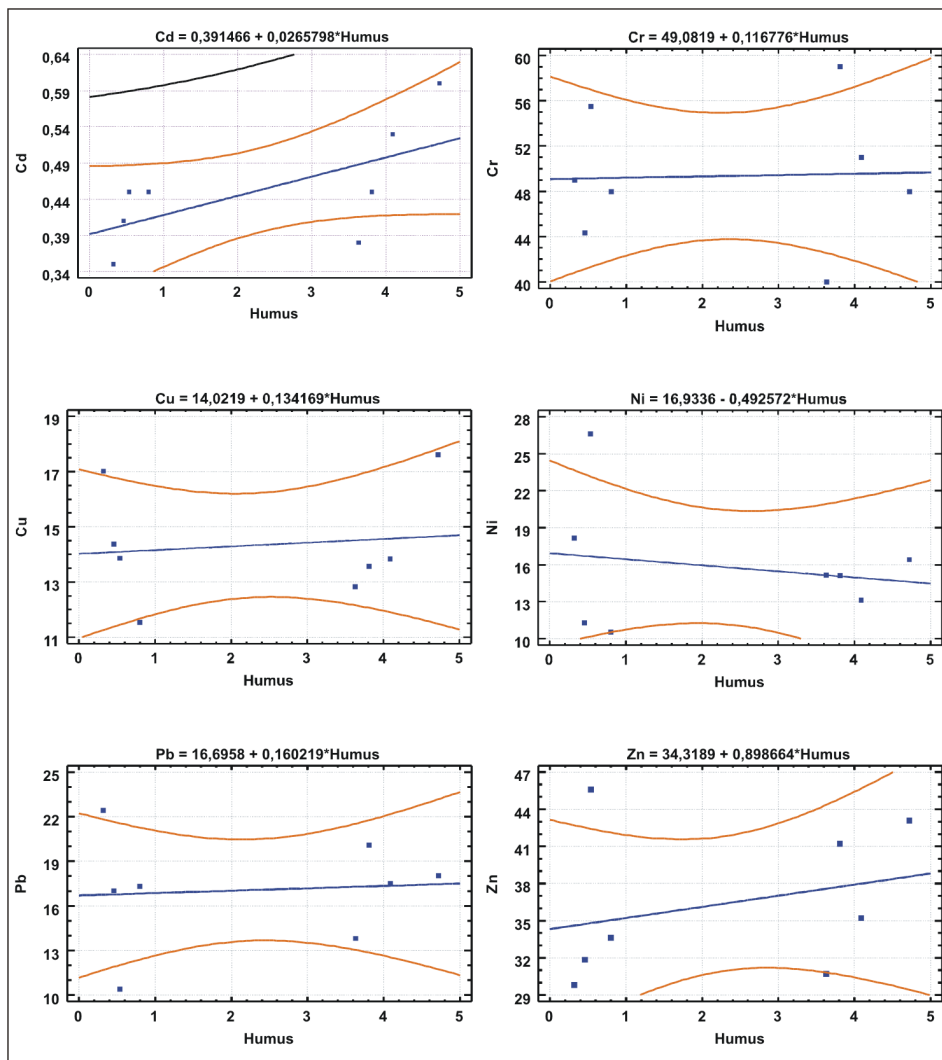 Cd = 0,391466 + 0,0265798*Humus
0,64
0,59
0,54
0,49
0,44
0,39
0,34
Cd
0 1 2 3 4 5
Humus
Cr = 49,0819 + 0,116776*Humus
60
56
52
48
44
40
Cr
0 1 2 3 4 5
Humus
Cu = 14,0219 + 0,134169*Humus
19
17
15
13
11
Cu
0 1 2 3 4 5
Humus
Ni = 16,9336 - 0,492572*Humus
28
25
22
19
16
13
10
Ni
0 1 2 3 4 5
Humus
Pb = 16,6958 + 0,160219*Humus
25
22
19
16
13
10
Pb
0 1 2 3 4 5
Humus
Zn = 34,3189 + 0,898664*Humus
47
44
41
38
35
32
29
Zn
0 1 2 3 4 5
Humus